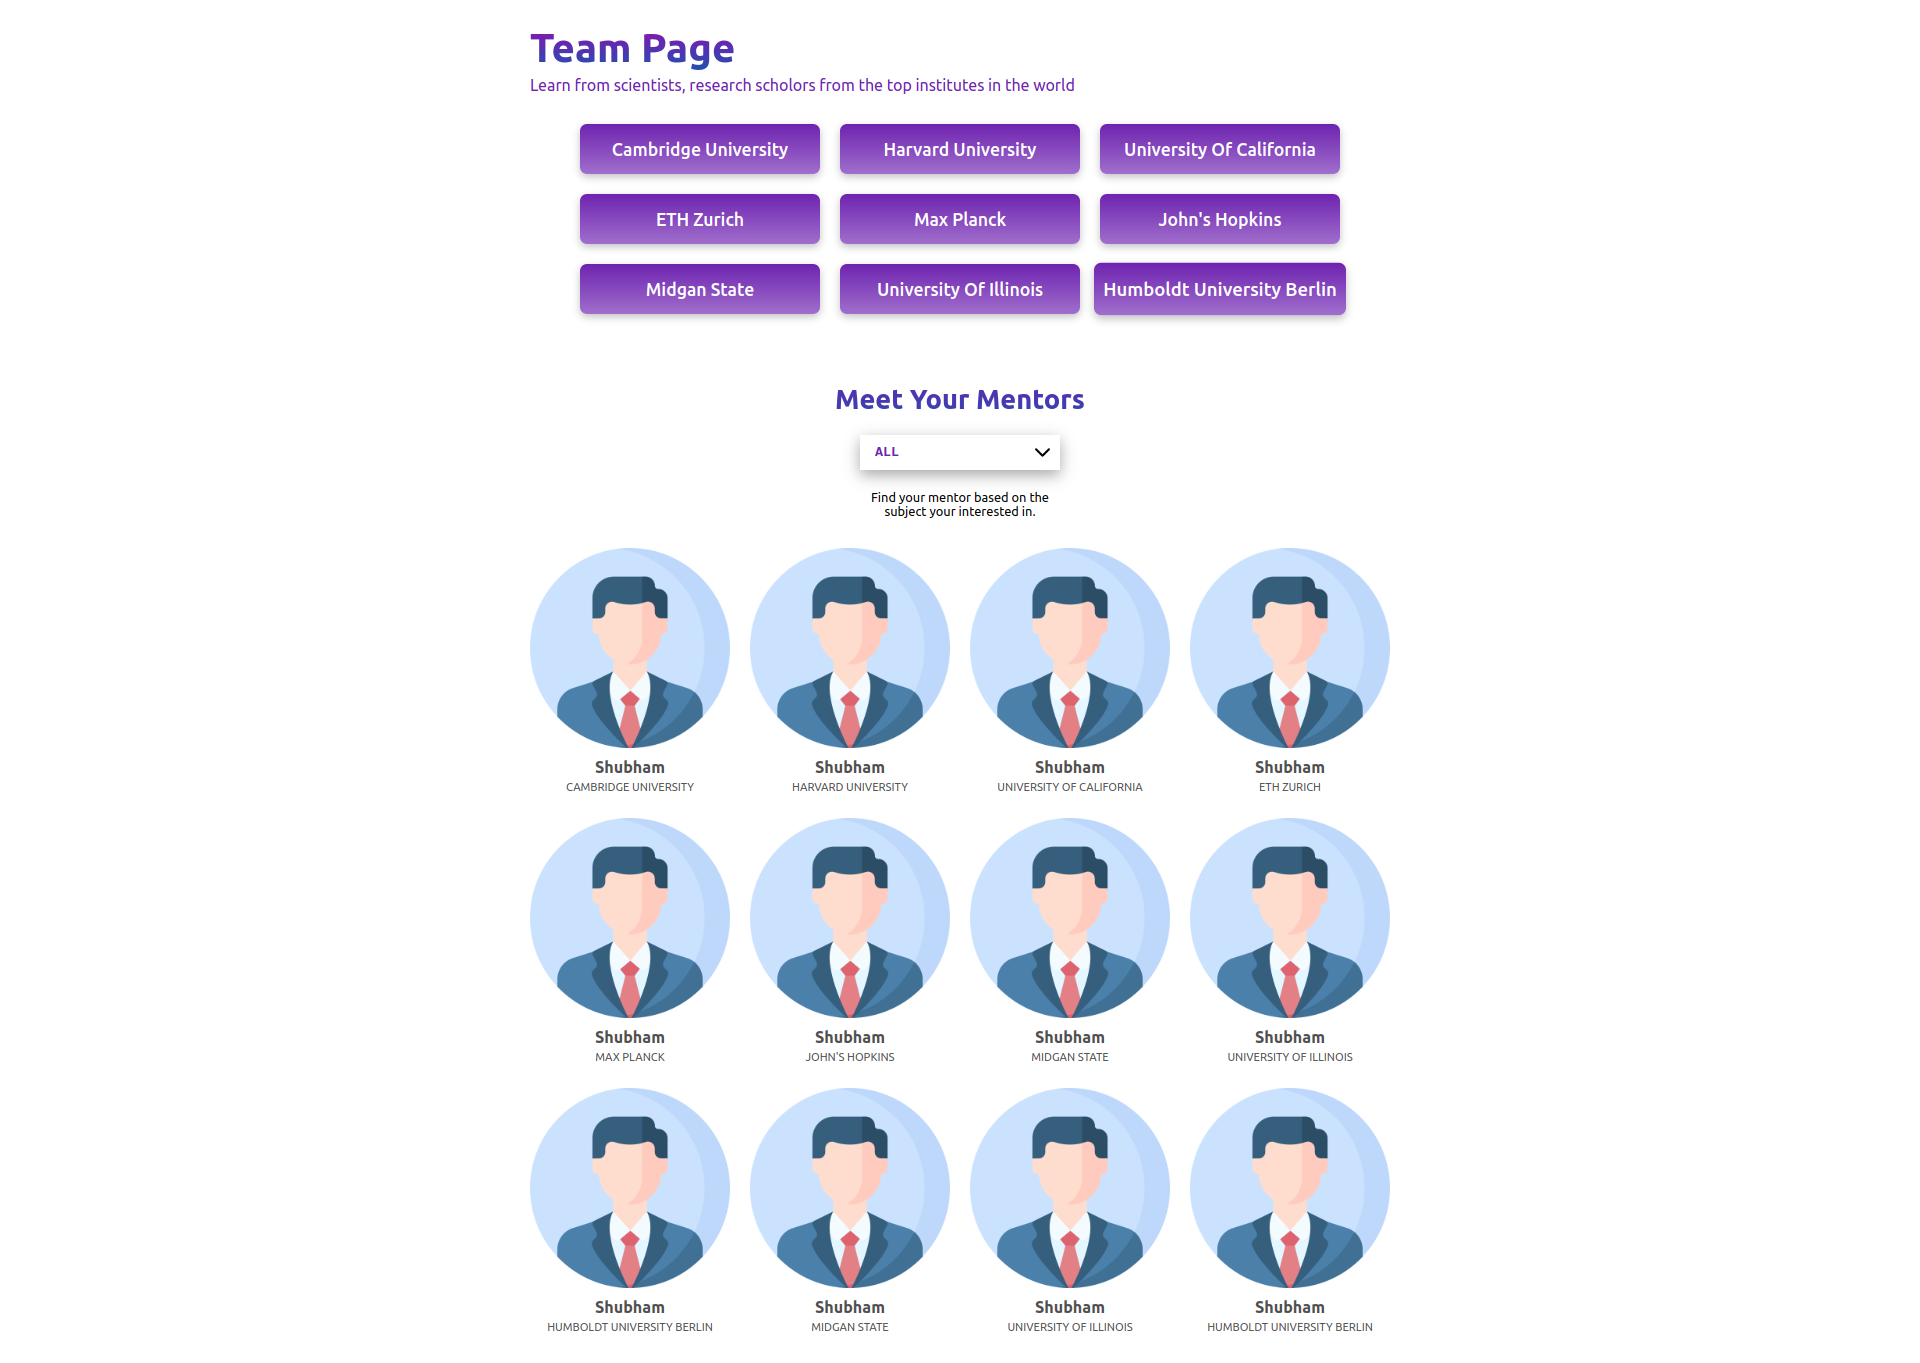 Team Page
Learn from scientists, research scholors from the top institutes in the world
Cambridge University
Harvard University
University Of California
ETH Zurich
Max Planck
John's Hopkins
Midgan State
University Of Illinois
Humboldt University Berlin
Meet Your Mentors
ALL
Find your mentor based on the
subject your interested in.
Shubham
CAMBRIDGE UNIVERSITY
Shubham
HARVARD UNIVERSITY
Shubham
UNIVERSITY OF CALIFORNIA
Shubham
ETH ZURICH
Shubham
MAX PLANCK
Shubham
JOHN'S HOPKINS
Shubham
MIDGAN STATE
Shubham
UNIVERSITY OF ILLINOIS
Shubham
HUMBOLDT UNIVERSITY BERLIN
Shubham
MIDGAN STATE
Shubham
UNIVERSITY OF ILLINOIS
Shubham
HUMBOLDT UNIVERSITY BERLIN